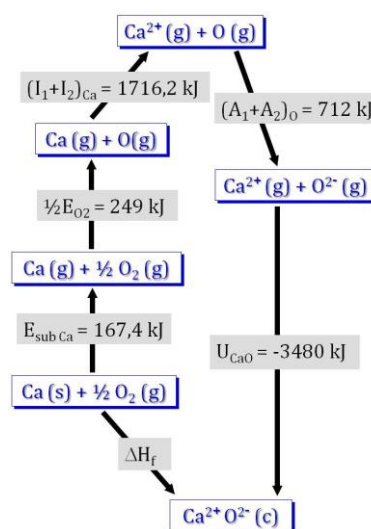 Ca²⁺ (g) + O (g)
(I₁+I₂)Ca = 1716,2 kJ
(A₁+A₂)O = 712 kJ
Ca (g) + O(g)
Ca²⁺ (g) + O²⁻ (g)
½EO2 = 249 kJ
Ca (g) + ½ O₂ (g)
Esub Ca = 167,4 kJ
UCaO = -3480 kJ
Ca (s) + ½ O₂ (g)
ΔHf
Ca²⁺ O²⁻ (c)